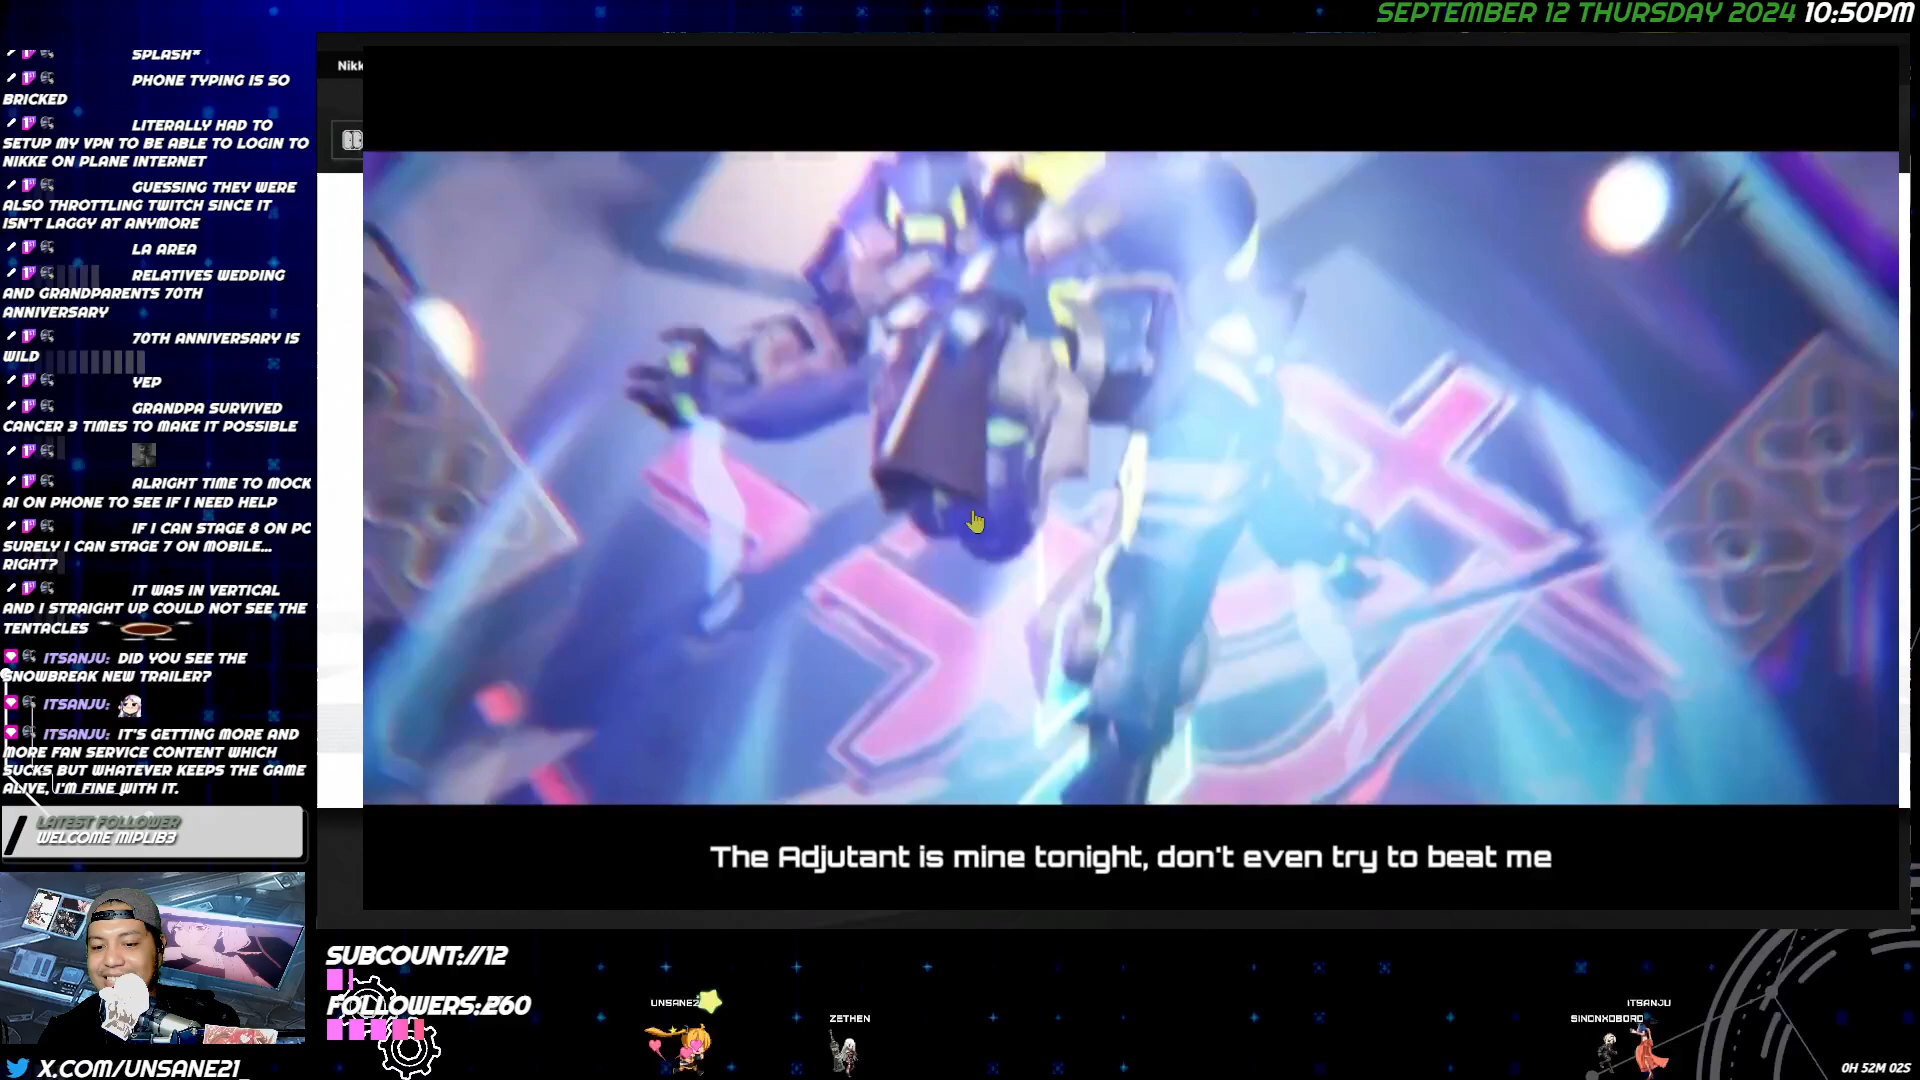 SEPTEMBER 12 THURSDAY 2024 10:50PM
SPLASH*
PHONE TYPING IS SO
BRICKED
LITERALLY HAD TO
SETUP MY VPN TO BE ABLE TO LOGIN TO
NIKKE ON PLANE INTERNET
GUESSING THEY WERE
ALSO THROTTLING TWITCH SINCE IT
ISN'T LAGGY AT ANYMORE
LA AREA
RELATIVES WEDDING
AND GRANDPARENTS 70TH
ANNIVERSARY
70TH ANNIVERSARY IS
WILD
YEP
GRANDPA SURVIVED
CANCER 3 TIMES TO MAKE IT POSSIBLE
ALRIGHT TIME TO MOCK
AI ON PHONE TO SEE IF I NEED HELP
IF I CAN STAGE 8 ON PC
SURELY I CAN STAGE 7 ON MOBILE...
RIGHT?
IT WAS IN VERTICAL
AND I STRAIGHT UP COULD NOT SEE THE
TENTACLES
ITSANJU: DID YOU SEE THE
SNOWBREAK NEW TRAILER?
ITSANJU:
ITSANJU: IT'S GETTING MORE AND
MORE FAN SERVICE CONTENT WHICH
SUCKS BUT WHATEVER KEEPS THE GAME
ALIVE, I'M FINE WITH IT.
LATEST FOLLOWER
WELCOME MIPLIB3
Nikk
The Adjutant is mine tonight, don't even try to beat me
SUBCOUNT://12
FOLLOWERS:260
X.COM/UNSANE21_
UNSANE2
ZETHEN
SINONXOBORO
ITSANJU
0H 52M 02S